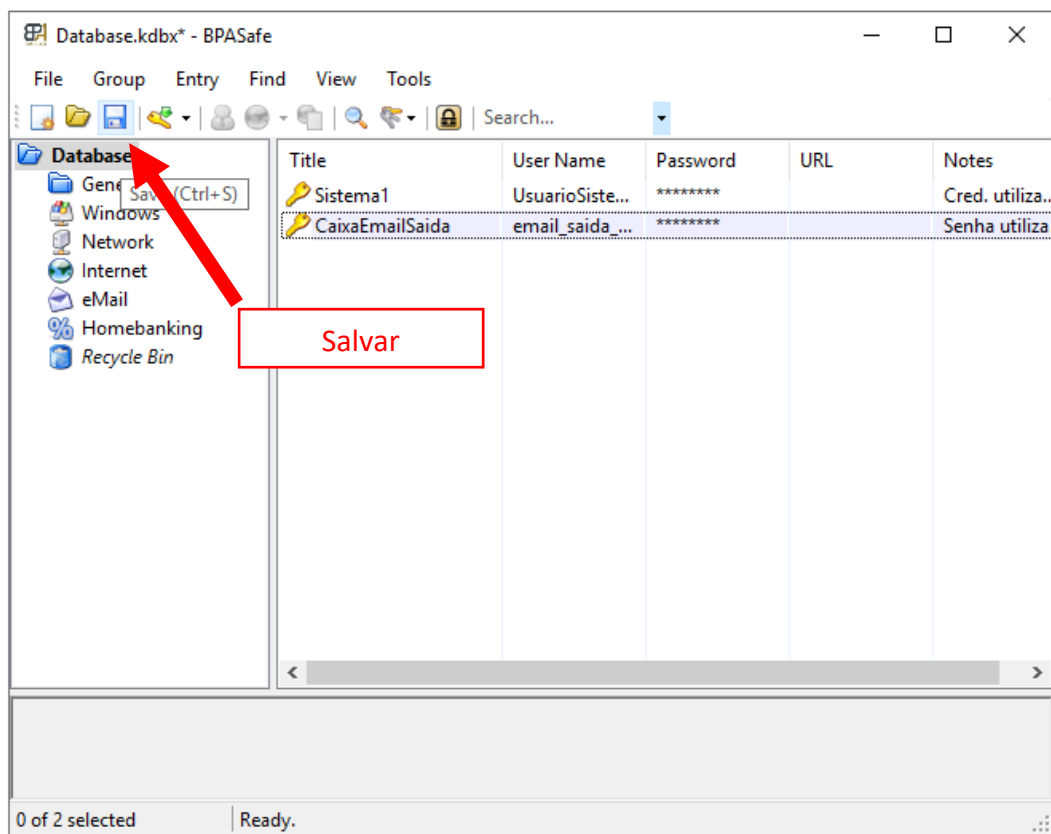 Database.kdbx* - BPASafe
File Group Entry Find View Tools
Search...
Database
Title User Name Password URL Notes
Gene
Save (Ctrl+S)
Sistema1 UsuarioSiste... ******** Cred. utiliza...
Windows
CaixaEmailSaida email_saida_... ******** Senha utiliza
Network
Internet
eMail
Homebanking
Salvar
Recycle Bin
0 of 2 selected Ready.